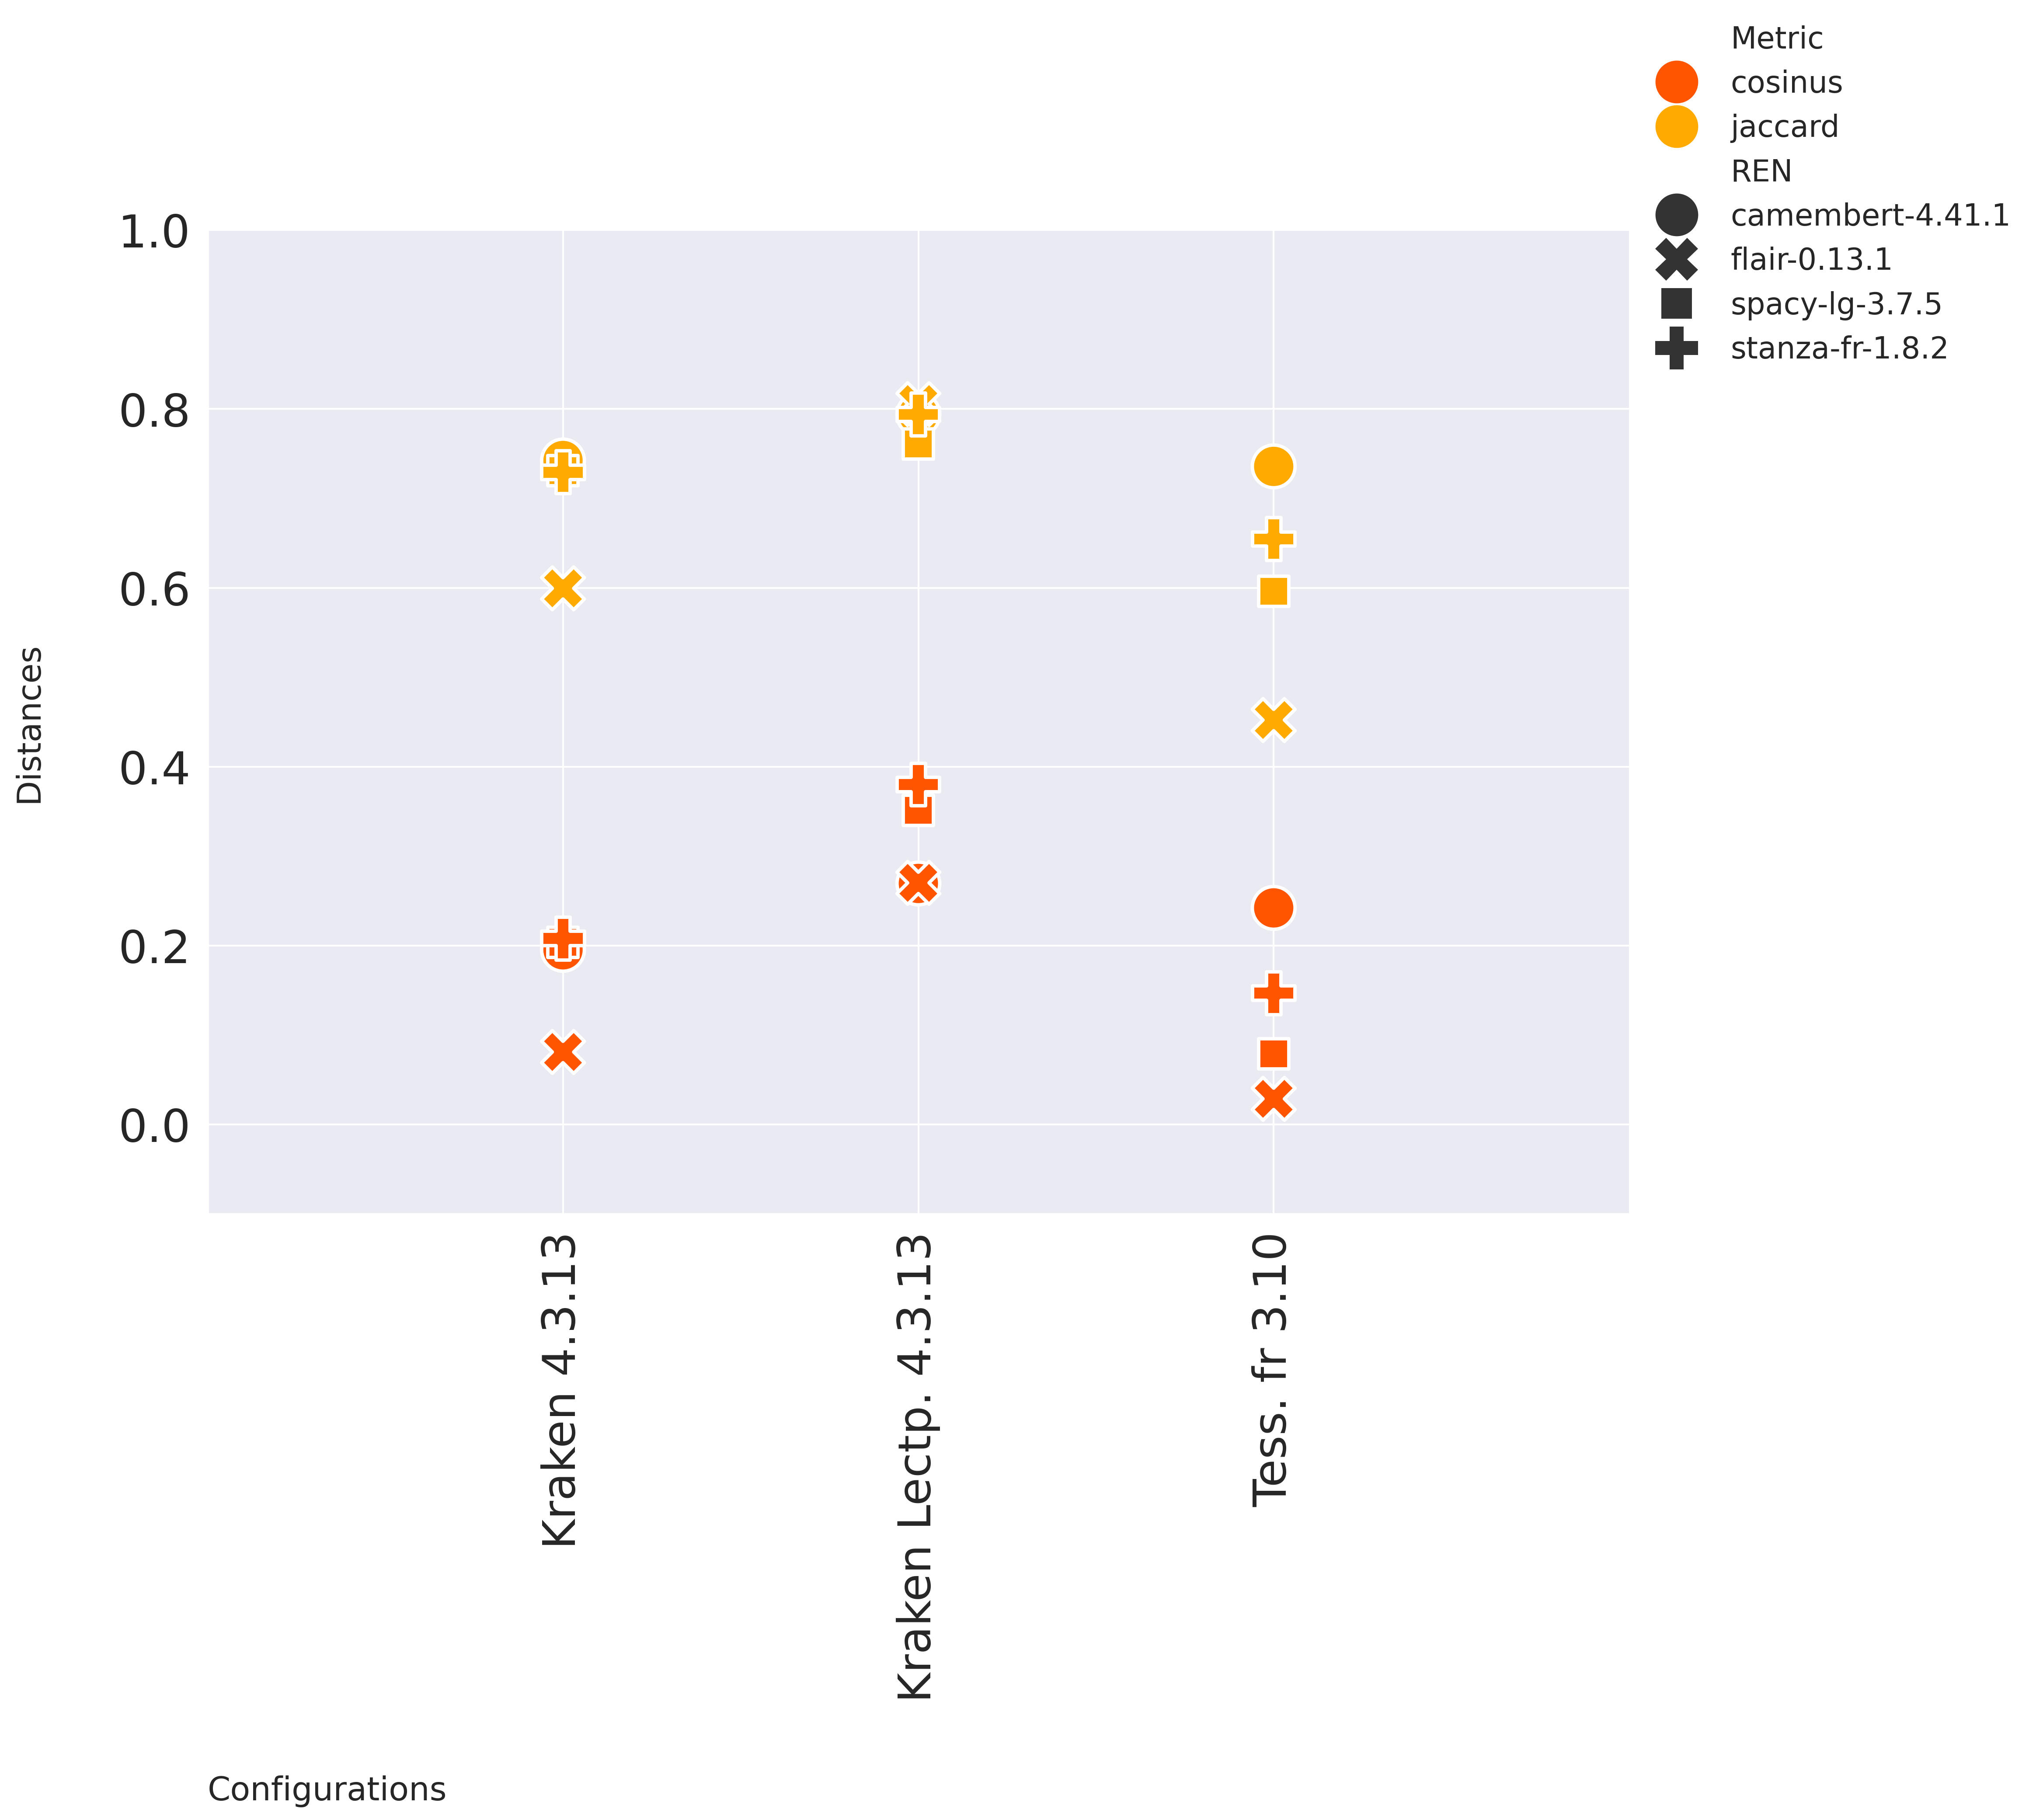 Metric
cosinus
jaccard
REN
camembert-4.41.1
flair-0.13.1
spacy-lg-3.7.5
stanza-fr-1.8.2
1.0
0.8
0.6
0.4
0.2
0.0
Distances
Kraken 4.3.13
Kraken Lectp. 4.3.13
Tess. fr 3.10
Configurations